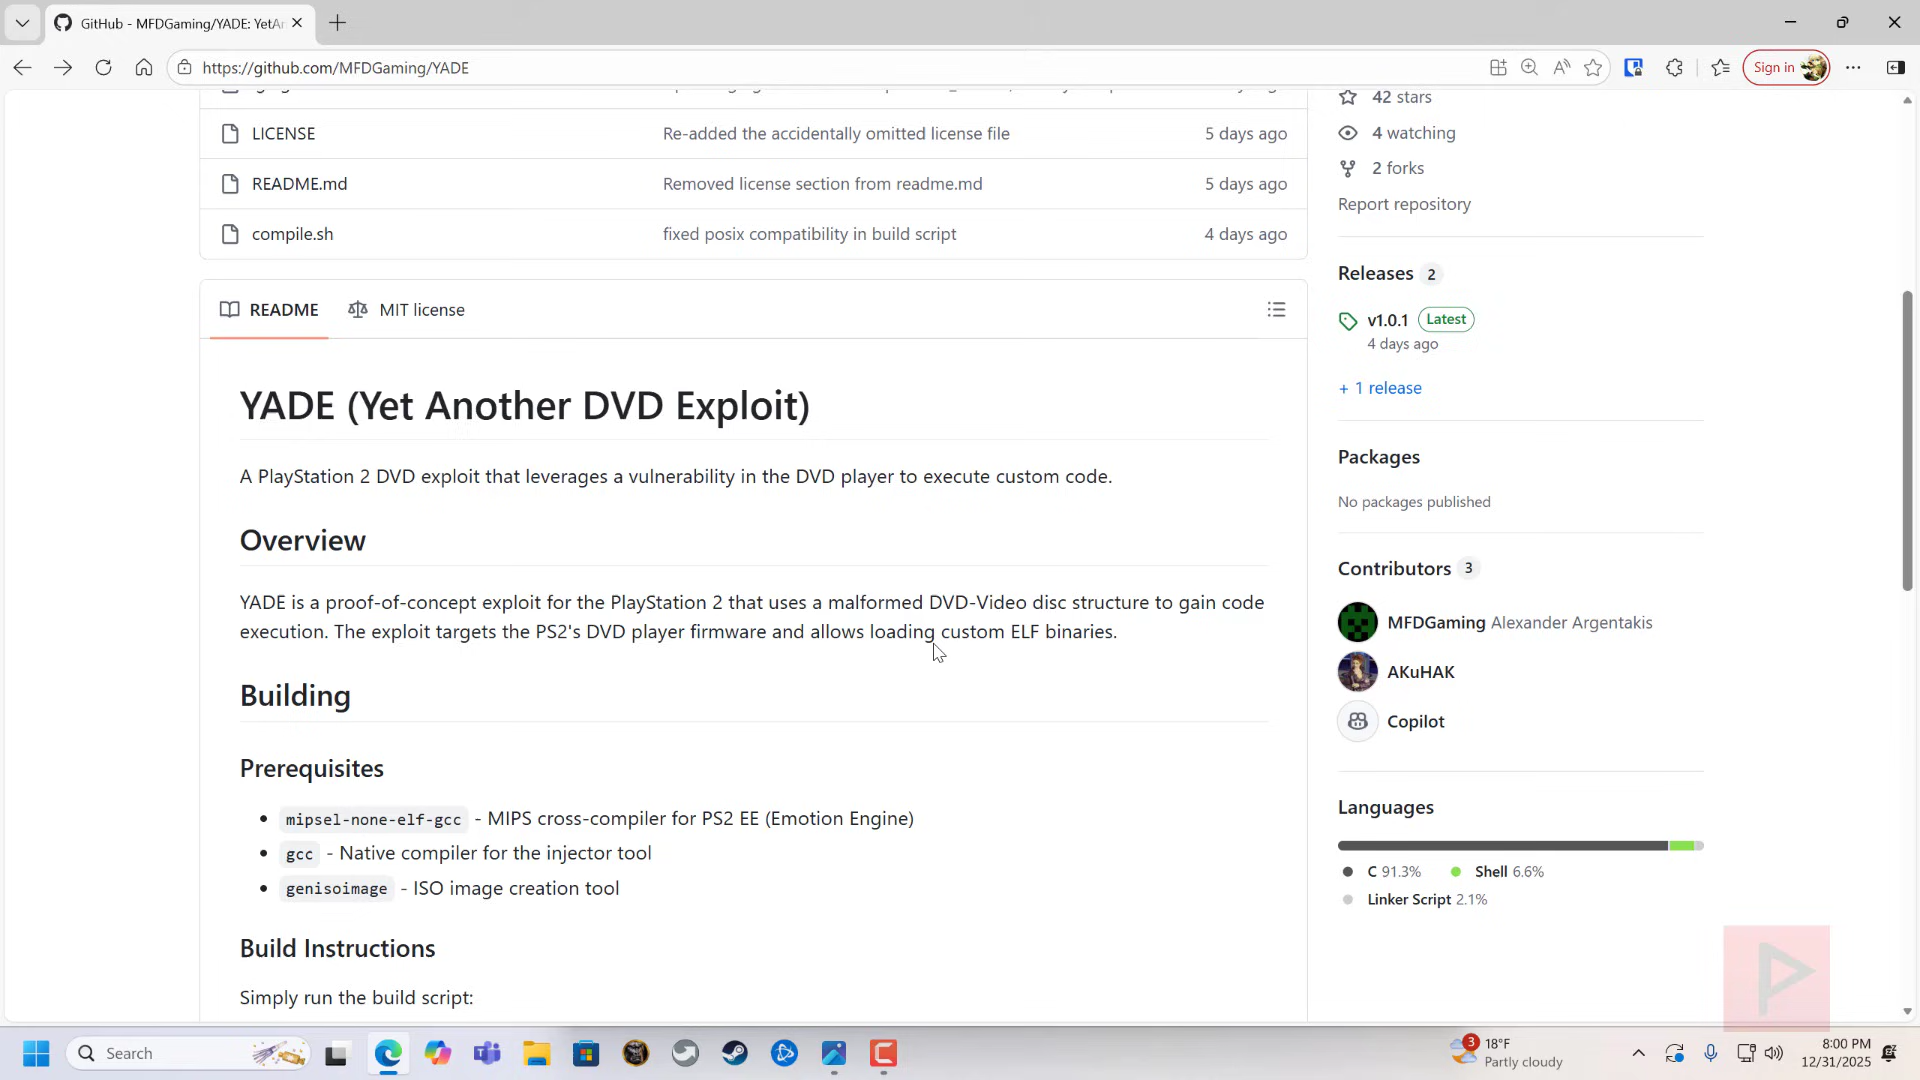 GitHub - MFDGaming/YADE: YetAn
https://github.com/MFDGaming/YADE
Sign in
LICENSE Re-added the accidentally omitted license file 5 days ago
README.md Removed license section from readme.md 5 days ago
compile.sh fixed posix compatibility in build script 4 days ago
README MIT license
YADE (Yet Another DVD Exploit)
A PlayStation 2 DVD exploit that leverages a vulnerability in the DVD player to execute custom code.
Overview
YADE is a proof-of-concept exploit for the PlayStation 2 that uses a malformed DVD-Video disc structure to gain code
execution. The exploit targets the PS2's DVD player firmware and allows loading custom ELF binaries.
Building
Prerequisites
• mipsel-none-elf-gcc - MIPS cross-compiler for PS2 EE (Emotion Engine)
• gcc - Native compiler for the injector tool
• genisoimage - ISO image creation tool
Build Instructions
Simply run the build script:
42 stars
4 watching
2 forks
Report repository
Releases 2
v1.0.1 Latest
4 days ago
+ 1 release
Packages
No packages published
Contributors 3
MFDGaming Alexander Argentakis
AKuHAK
Copilot
Languages
C 91.3% Shell 6.6%
Linker Script 2.1%
Search
3
18°F
Partly cloudy
8:00 PM
12/31/2025